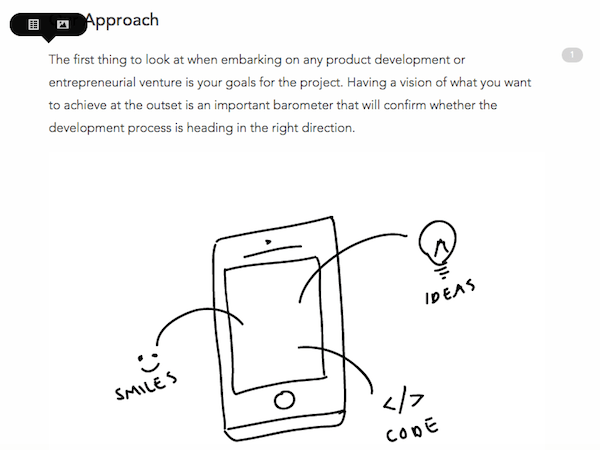 Approach
The first thing to look at when embarking on any product development or
entrepreneurial venture is your goals for the project. Having a vision of what you want
to achieve at the outset is an important barometer that will confirm whether the
development process is heading in the right direction.
1
IDEAS
SMILES
</>
CODE